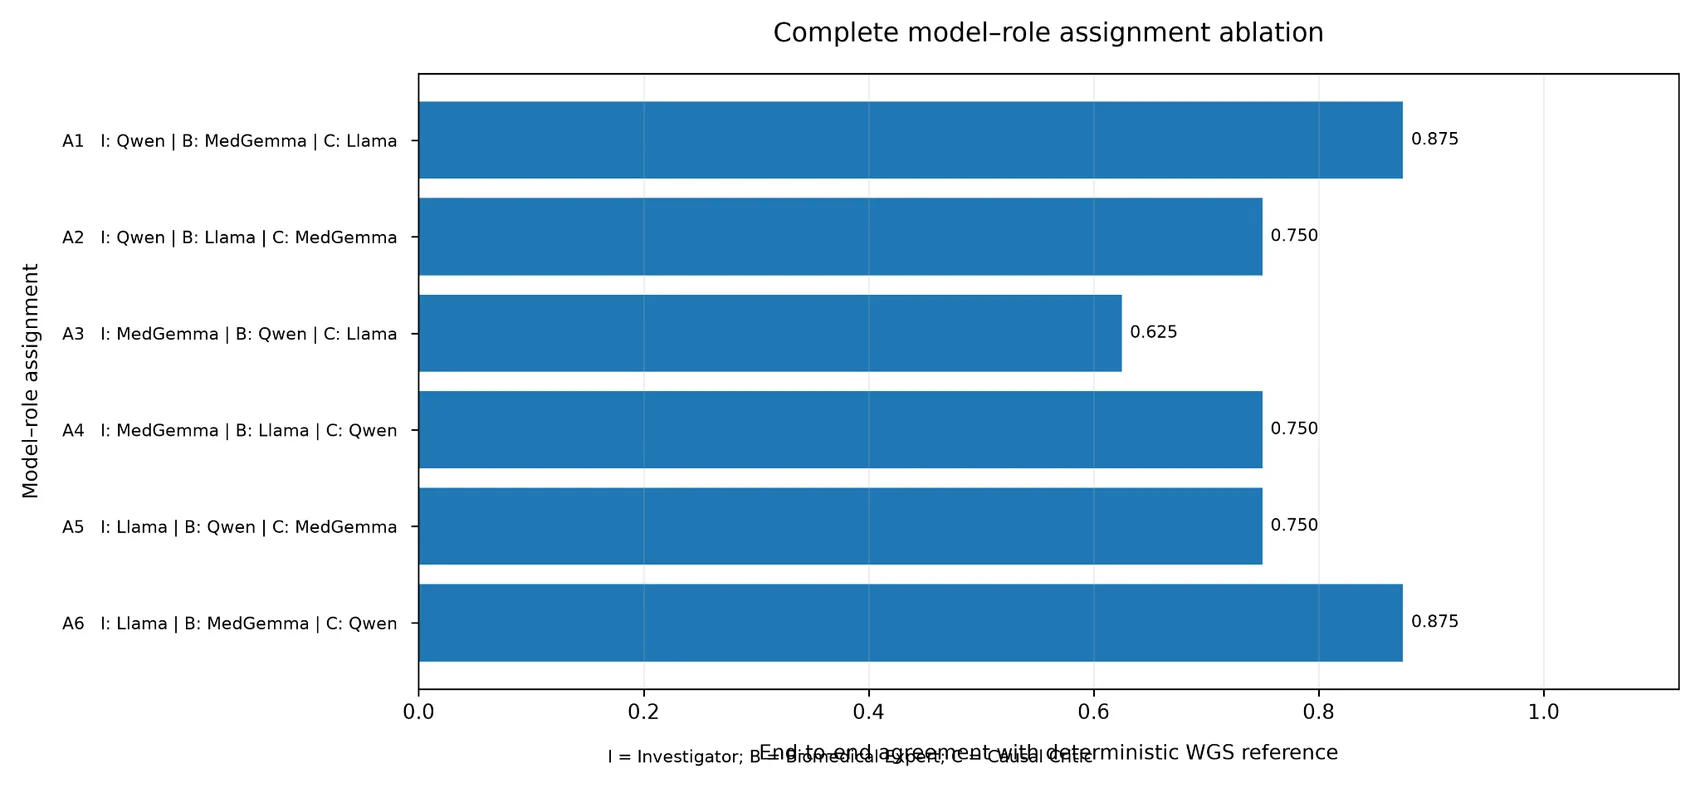 Complete model–role assignment ablation
Model–role assignment
A1 I: Qwen | B: MedGemma | C: Llama
0.875
A2 I: Qwen | B: Llama | C: MedGemma
0.750
A3 I: MedGemma | B: Qwen | C: Llama
0.625
A4 I: MedGemma | B: Llama | C: Qwen
0.750
A5 I: Llama | B: Qwen | C: MedGemma
0.750
A6 I: Llama | B: MedGemma | C: Qwen
0.875
0.0 0.2 0.4 0.6 0.8 1.0
End-to-end agreement with deterministic WGS reference
I = Investigator; B = Biomedical Expert; C = Causal Critic